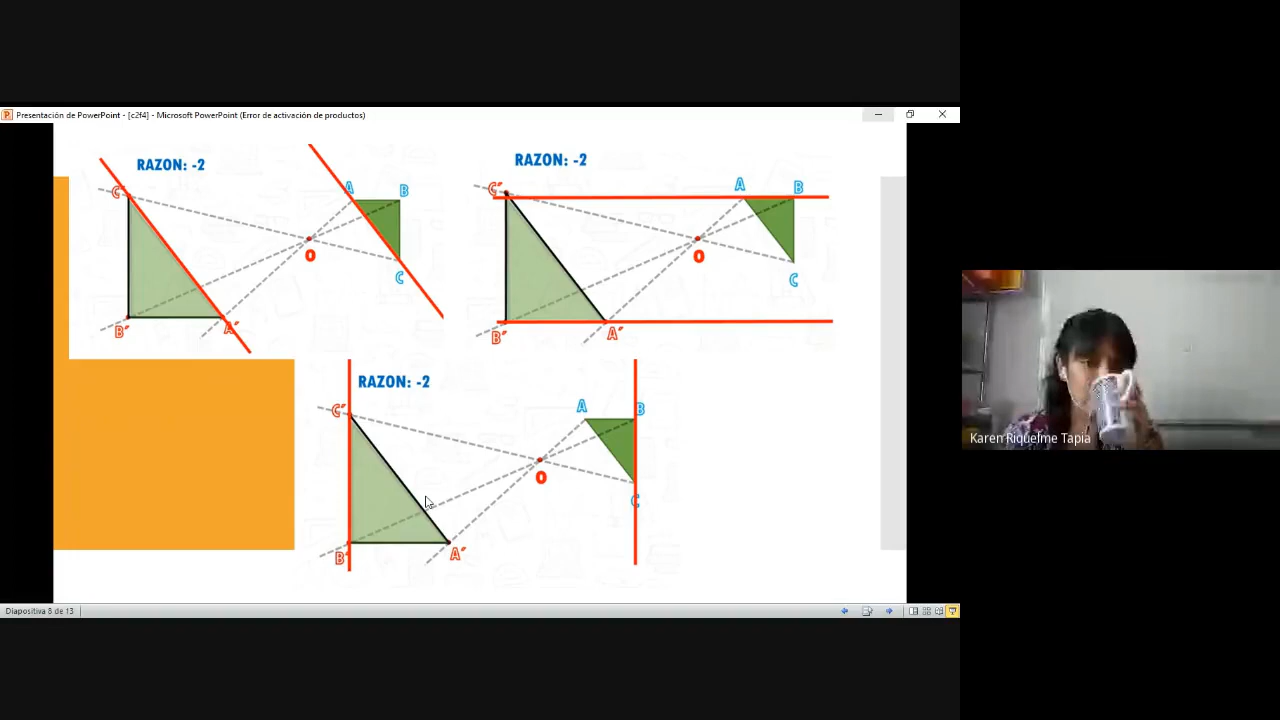 Presentación de PowerPoint - [c2f4] - Microsoft PowerPoint (Error de activación de productos)
RAZON: -2
C´
A
B
O
C
B´
A´
RAZON: -2
C´
A
B
O
C
B´
A´
RAZON: -2
C´
A
B
O
C
B´
A´
Karen Riquelme Tapia
Diapositiva 8 de 13